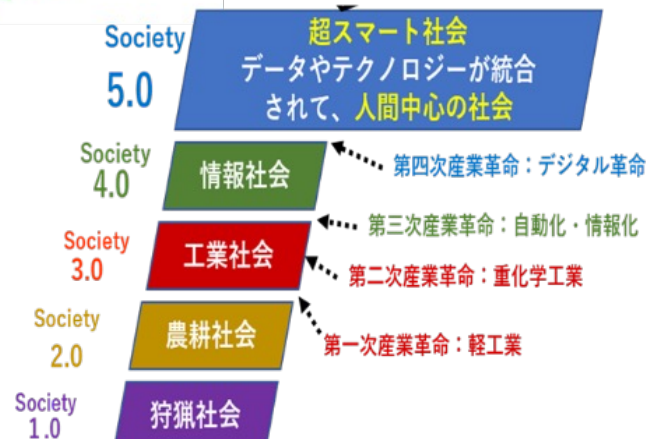 Society
5.0
超スマート社会
データやテクノロジーが統合
されて、人間中心の社会
Society
4.0
情報社会
第四次産業革命：デジタル革命
第三次産業革命：自動化・情報化
Society
3.0
工業社会
第二次産業革命：重化学工業
Society
2.0
農耕社会
第一次産業革命：軽工業
Society
1.0
狩猟社会